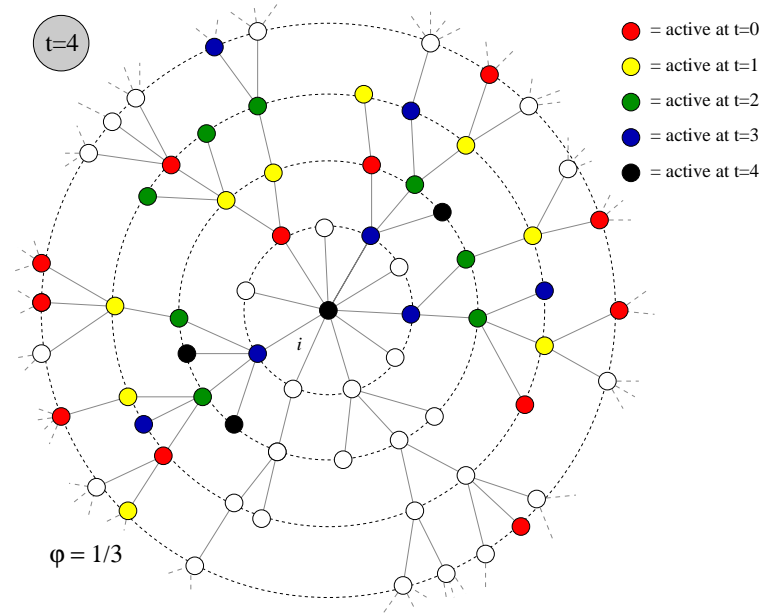 t=4
= active at t=0
= active at t=1
= active at t=2
= active at t=3
= active at t=4
i
φ = 1/3